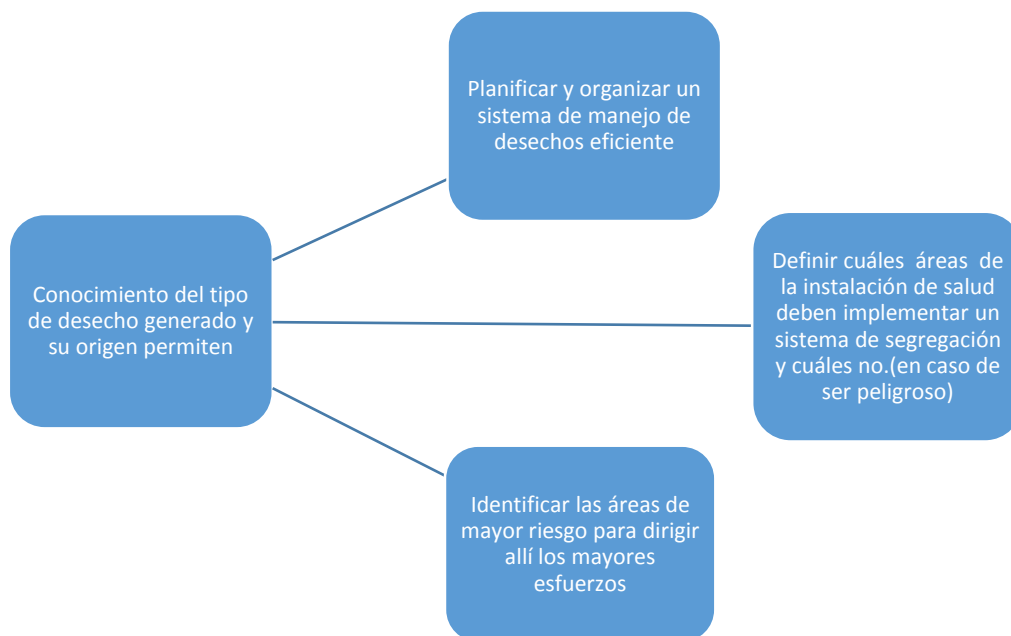 Planificar y organizar un
sistema de manejo de
desechos eficiente
Conocimiento del tipo
de desecho generado y
su origen permiten
Definir cuáles áreas de
la instalación de salud
deben implementar un
sistema de segregación
y cuáles no.(en caso de
ser peligroso)
Identificar las áreas de
mayor riesgo para dirigir
allí los mayores
esfuerzos